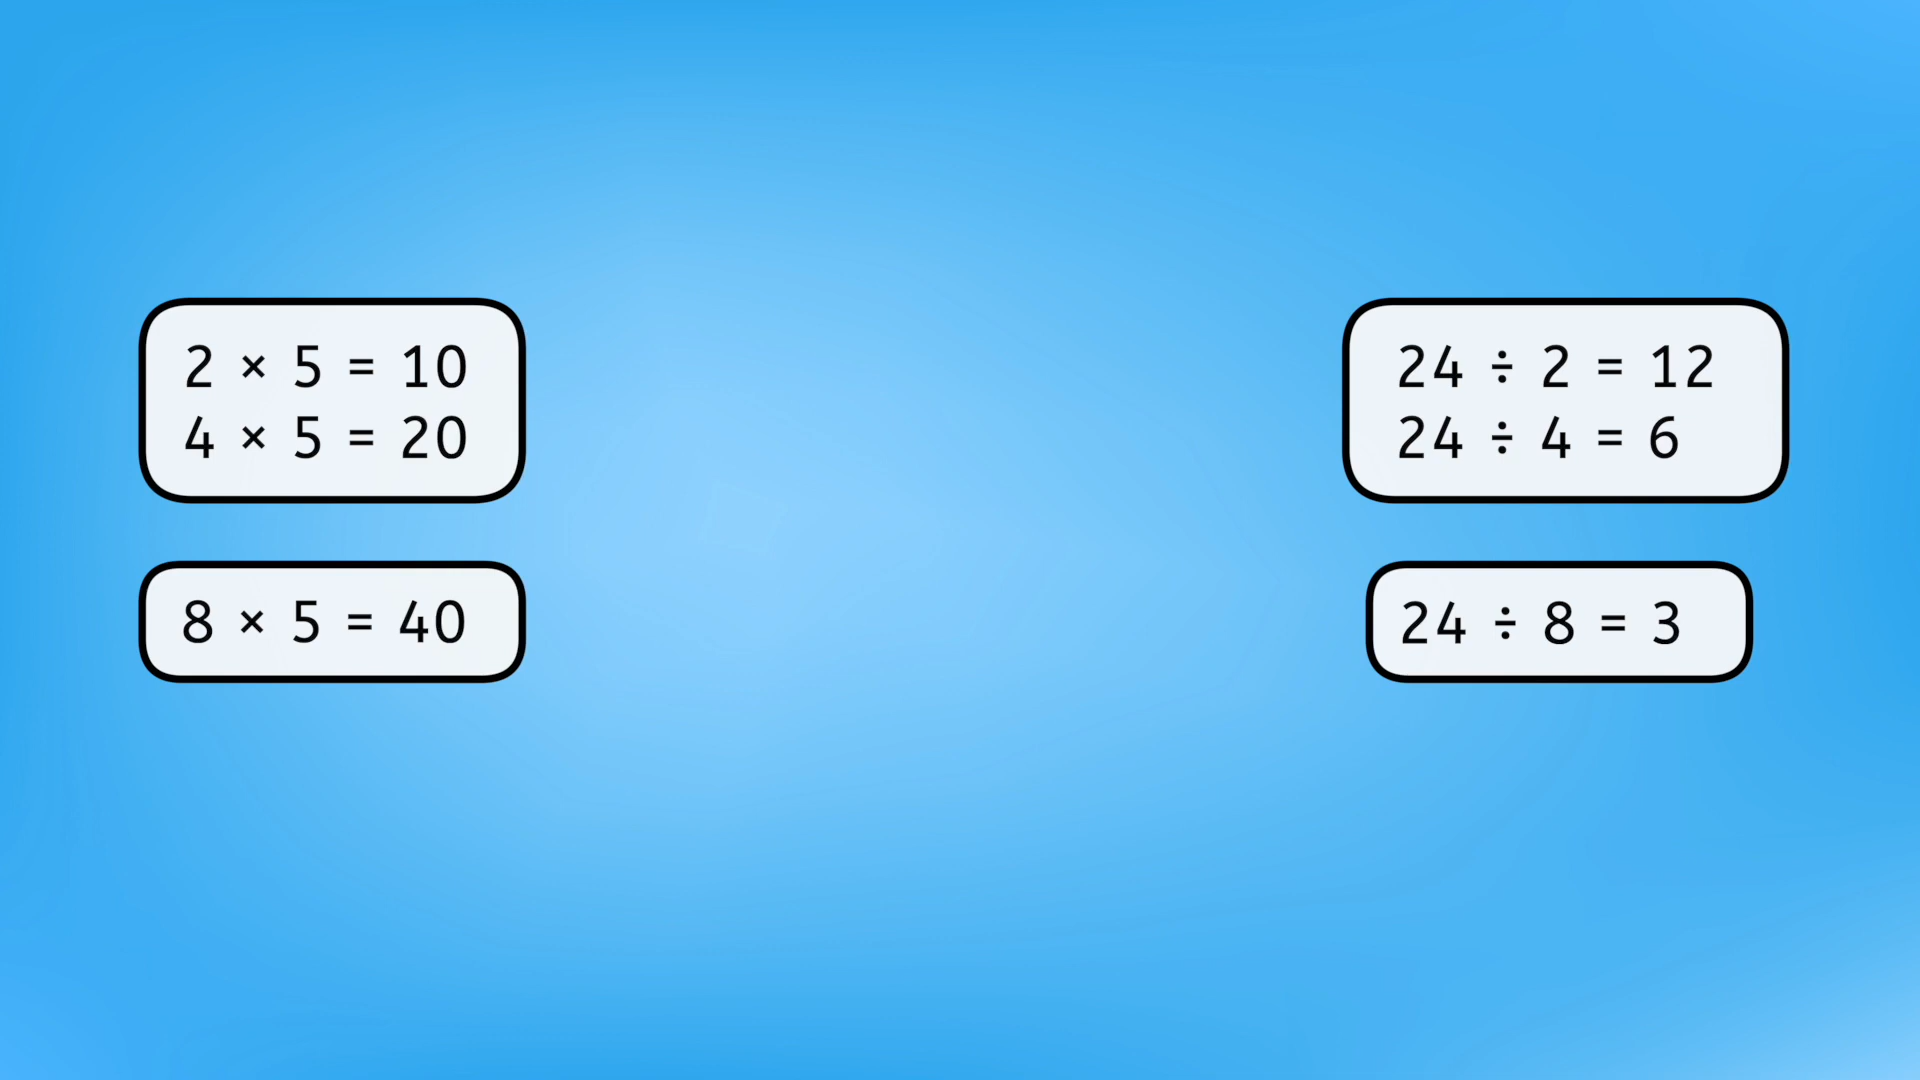 2 × 5 = 10
4 × 5 = 20
8 × 5 = 40
24 ÷ 2 = 12
24 ÷ 4 = 6
24 ÷ 8 = 3